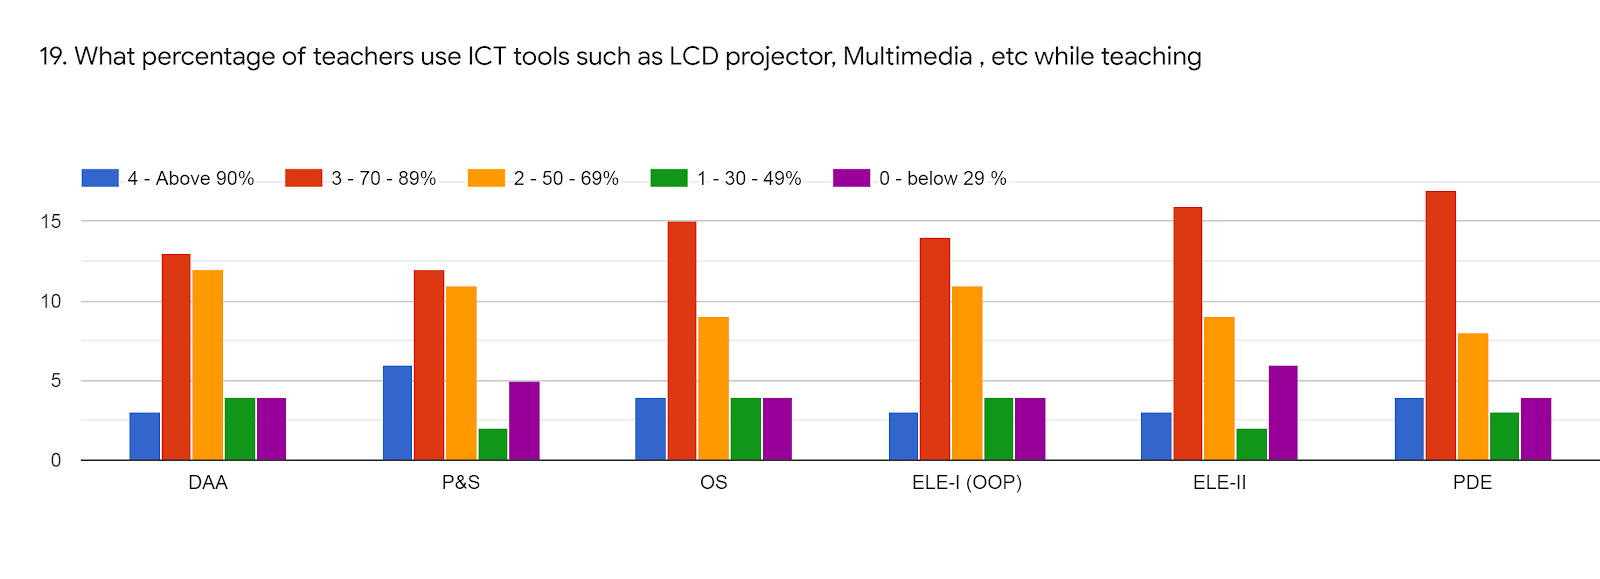 19. What percentage of teachers use ICT tools such as LCD projector, Multimedia , etc while teaching
4 - Above 90% 3 - 70 - 89% 2 - 50 - 69% 1 - 30 - 49% 0 - below 29 %
15
10
5
0
DAA P&S OS ELE-I (OOP) ELE-II PDE